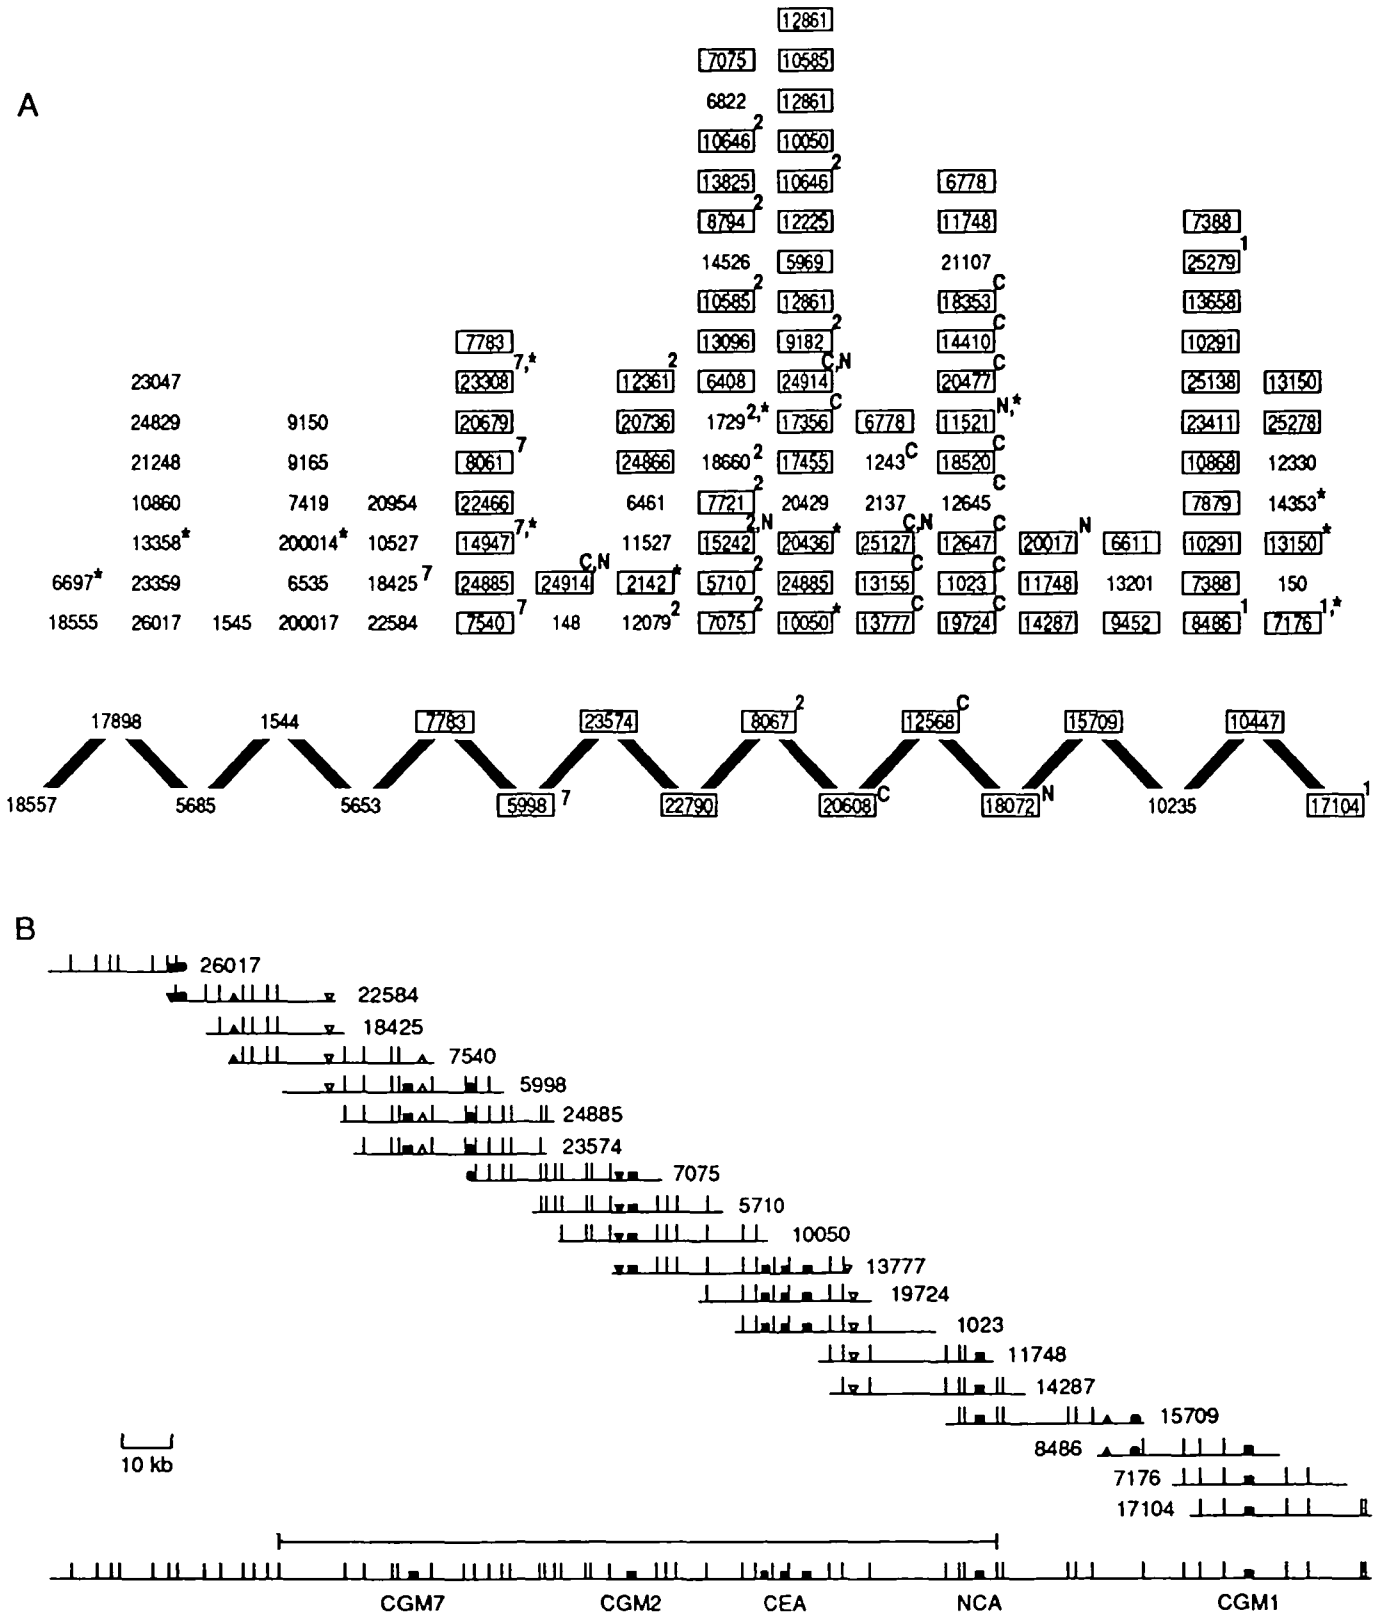 12861
7075 10585
A 6822 12861
10646 2 10050
13825 10646 2 6778
8794 2 12225 11748 7388
14526 5969 21107 25279 1
10585 2 12861 18353 C 13658
7783 13096 9182 2 14410 C 10291
23047 23308 7,* 12361 2 6408 24914 C,N 20477 C 25138 13150
24829 9150 20679 20736 1729 2,* 17356 C 6778 11521 N,* 23411 25278
21248 9165 8061 7 24866 18660 2 17455 1243 C 18520 C 10868 12330
10860 7419 20954 22466 6461 7721 2 20429 2137 12645 C 7879 14353 *
13358 * 200014 * 10527 14947 7,* 11527 15242 2,N 20436 * 25127 C,N 12647 C 20017 N 6611 10291 13150 *
6697 * 23359 6535 18425 7 24885 24914 C,N 2142 * 5710 2 24885 13155 C 1023 C 11748 13201 7388 150
18555 26017 1545 200017 22584 7540 7 148 12079 2 7075 2 10050 * 13777 C 19724 C 14287 9452 8486 1 7176 1,*
17898 1544 7783 23574 8067 2 12568 C 15709 10447
18557 5685 5653 5998 7 22790 20608 C 18072 N 10235 17104 1
B
26017
22584
18425
7540
5998
24885
23574
7075
5710
10050
13777
19724
1023
11748
14287
15709
8486
10 kb
7176
17104
CGM7 CGM2 CEA NCA CGM1